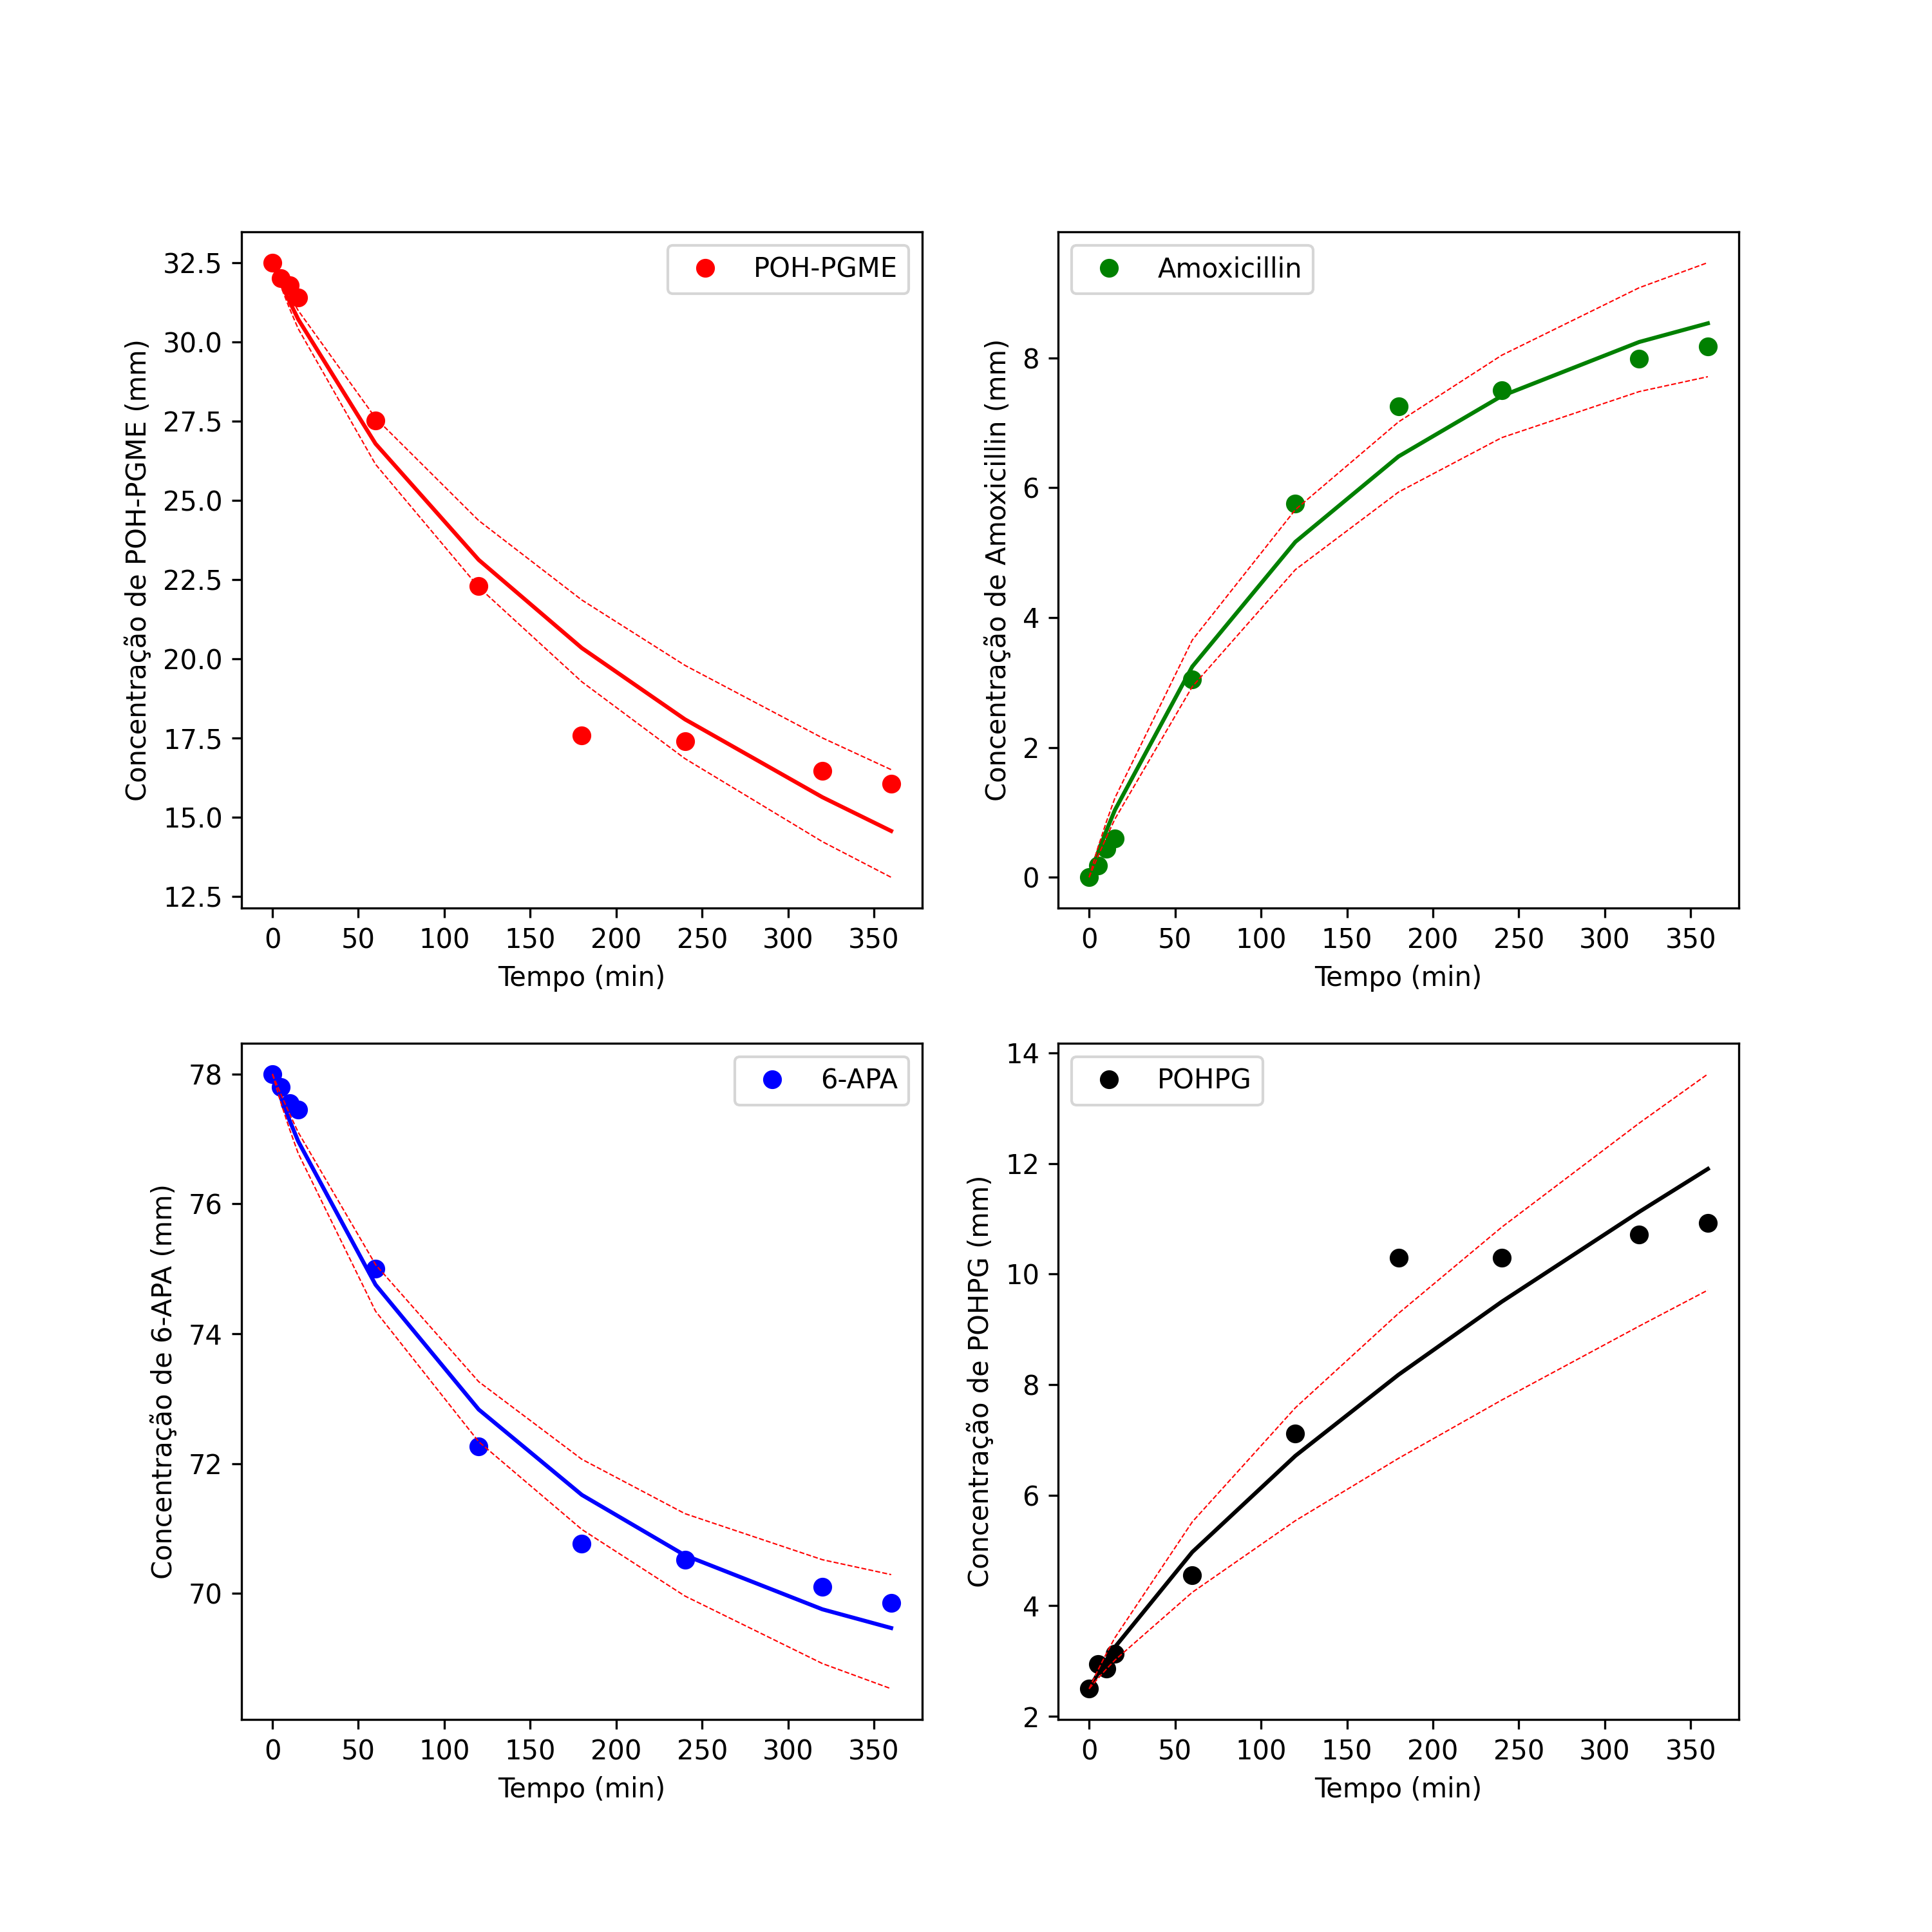 POH-PGME
Concentração de POH-PGME (mm)
32.5
30.0
27.5
25.0
22.5
20.0
17.5
15.0
12.5
0 50 100 150 200 250 300 350
Tempo (min)
Amoxicillin
Concentração de Amoxicillin (mm)
8
6
4
2
0
0 50 100 150 200 250 300 350
Tempo (min)
6-APA
Concentração de 6-APA (mm)
78
76
74
72
70
0 50 100 150 200 250 300 350
Tempo (min)
POHPG
Concentração de POHPG (mm)
14
12
10
8
6
4
2
0 50 100 150 200 250 300 350
Tempo (min)